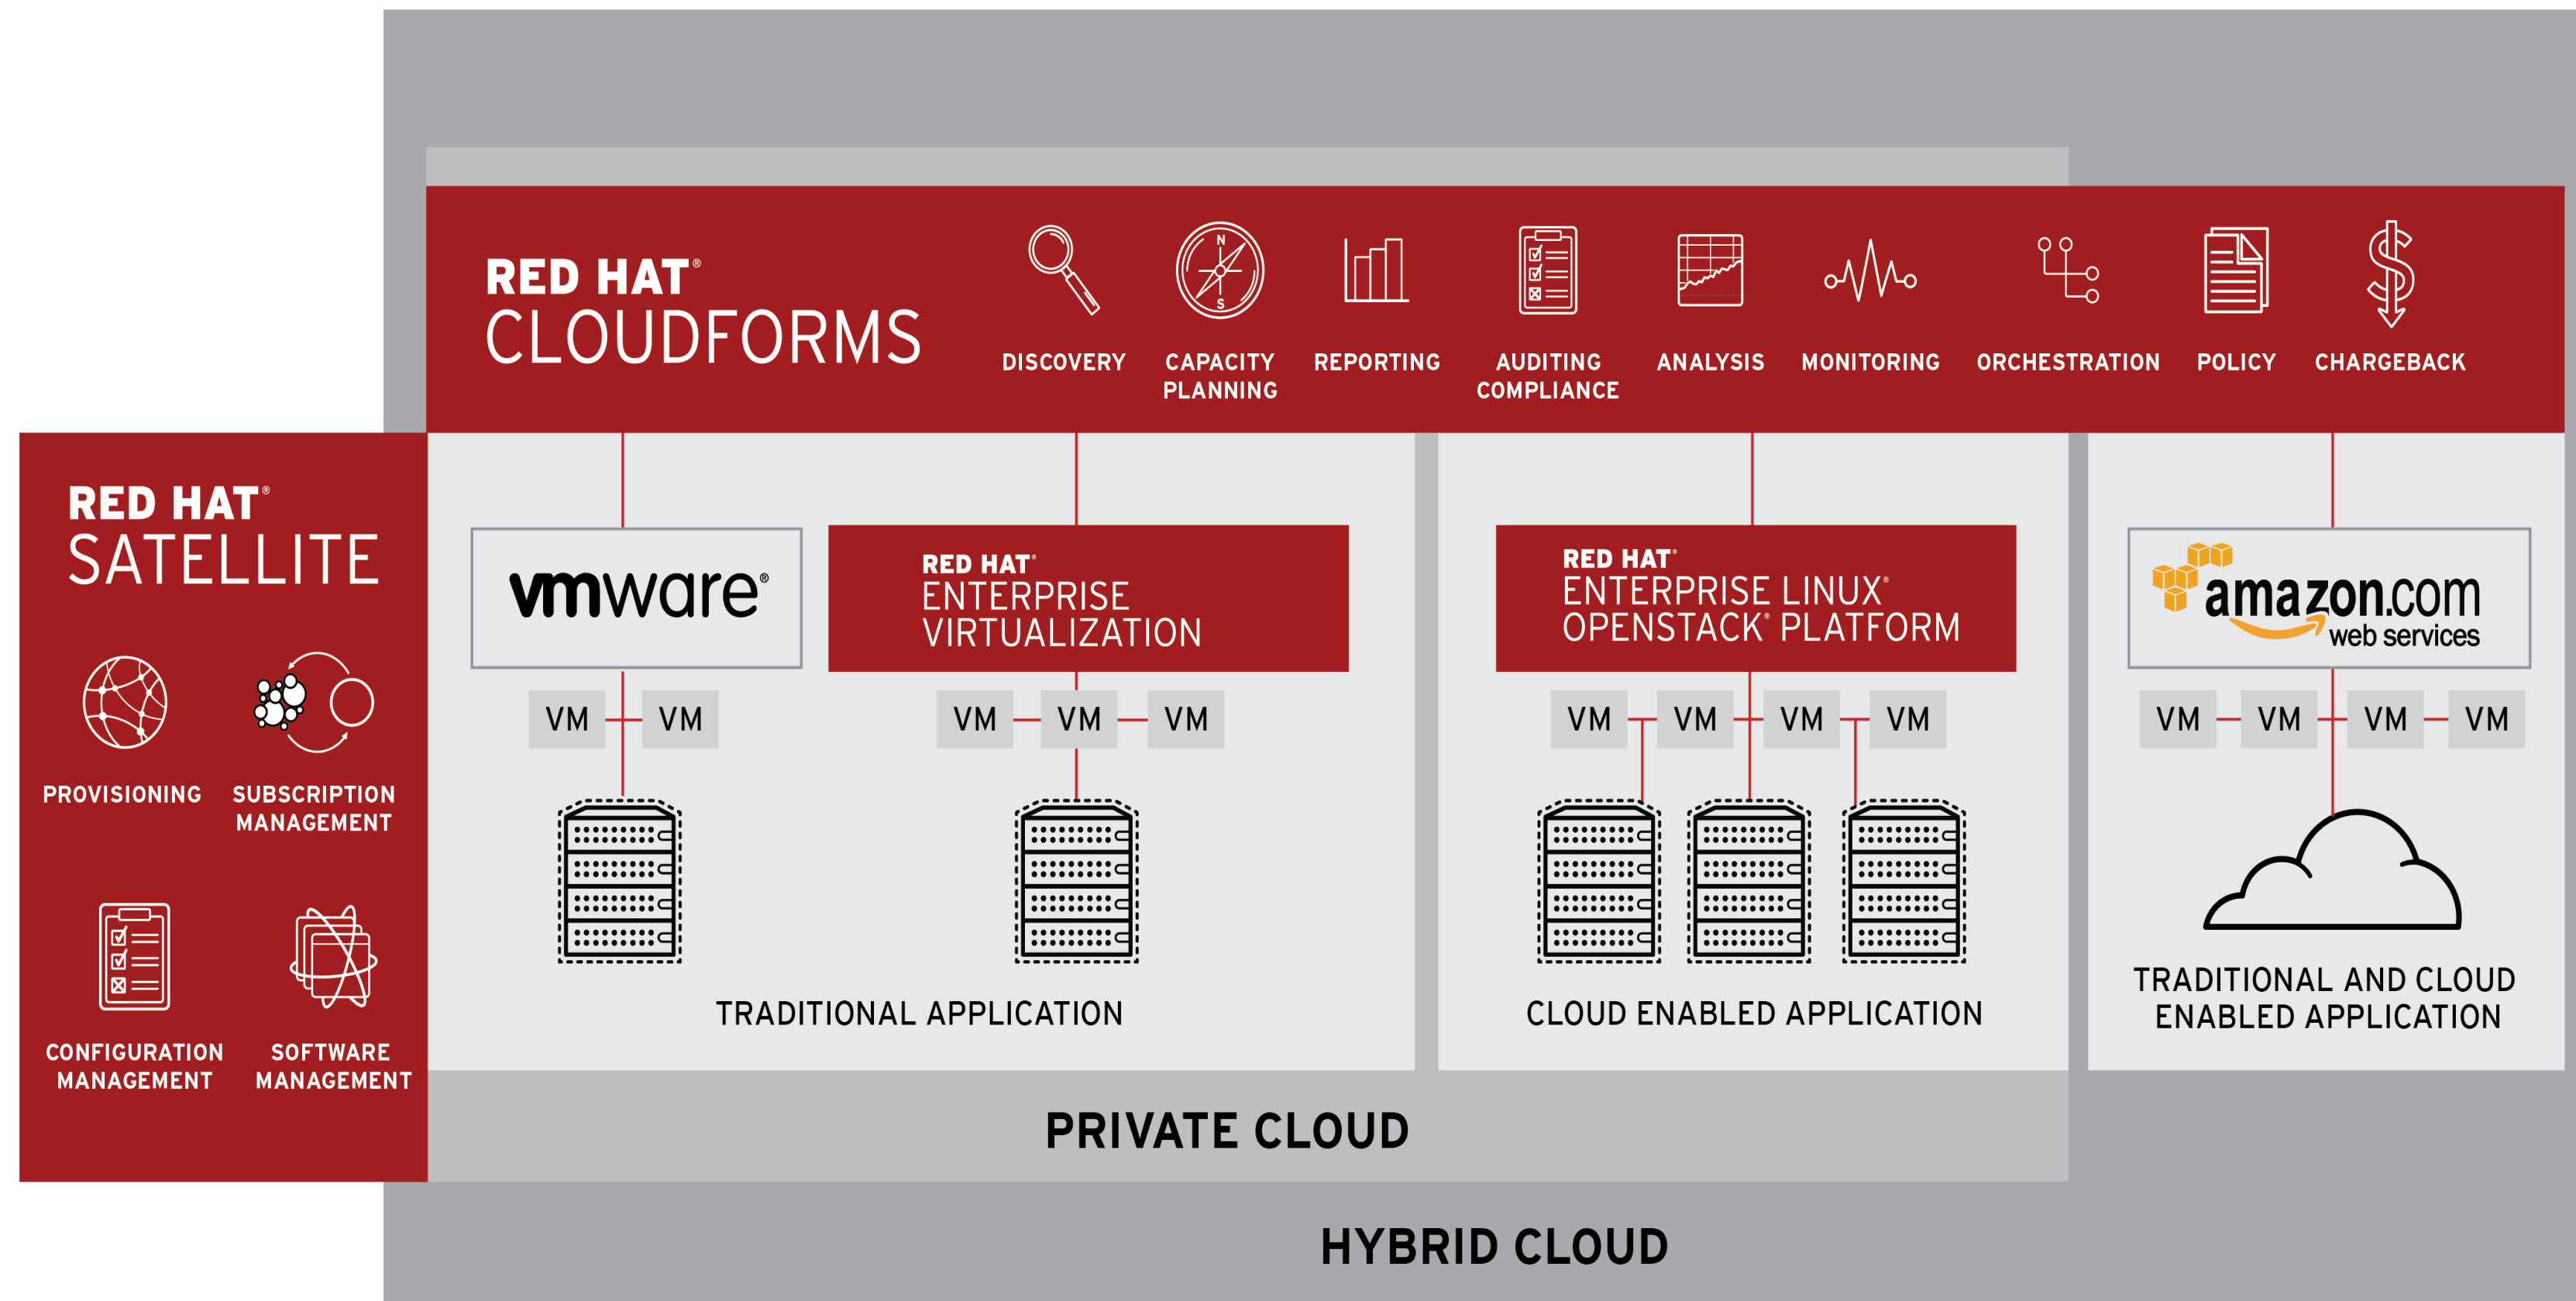 RED HAT®
CLOUDFORMS
N
S
DISCOVERY
CAPACITY
PLANNING
REPORTING
AUDITING
COMPLIANCE
ANALYSIS
MONITORING
ORCHESTRATION
POLICY
CHARGEBACK
RED HAT®
SATELLITE
PROVISIONING
SUBSCRIPTION
MANAGEMENT
CONFIGURATION
MANAGEMENT
SOFTWARE
MANAGEMENT
vmware®
VM VM
RED HAT®
ENTERPRISE
VIRTUALIZATION
VM VM VM
TRADITIONAL APPLICATION
RED HAT®
ENTERPRISE LINUX®
OPENSTACK® PLATFORM
VM VM VM VM
CLOUD ENABLED APPLICATION
amazon.com
web services
VM VM VM VM
TRADITIONAL AND CLOUD
ENABLED APPLICATION
PRIVATE CLOUD
HYBRID CLOUD